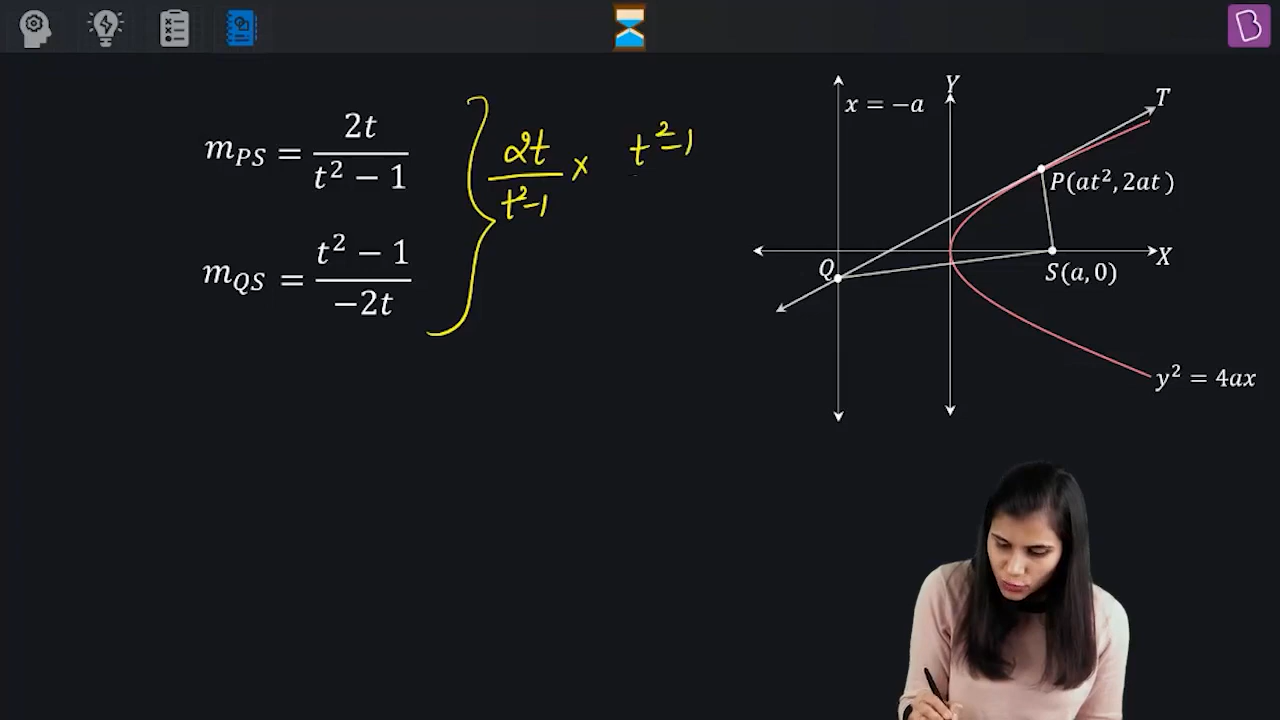 m_PS = 2t / (t² − 1)
m_QS = (t² − 1) / −2t
2t / (t² − 1) × t² − 1
x = −a
Y
T
P(at², 2at)
Q
X
S(a, 0)
y² = 4ax